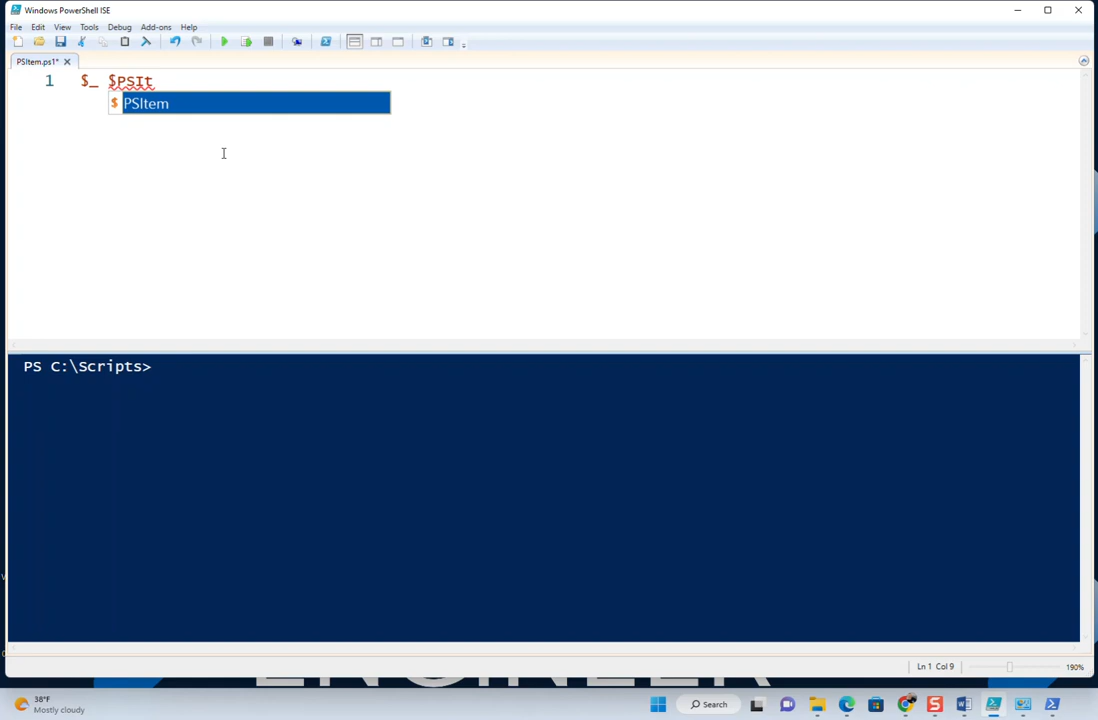 Windows PowerShell ISE
File Edit View Tools Debug Add-ons Help
PSItem.ps1*
1 $_ $PSIt
$ PSItem
PS C:\Scripts>
Ln 1 Col 9 190%
38°F
Mostly cloudy
Search